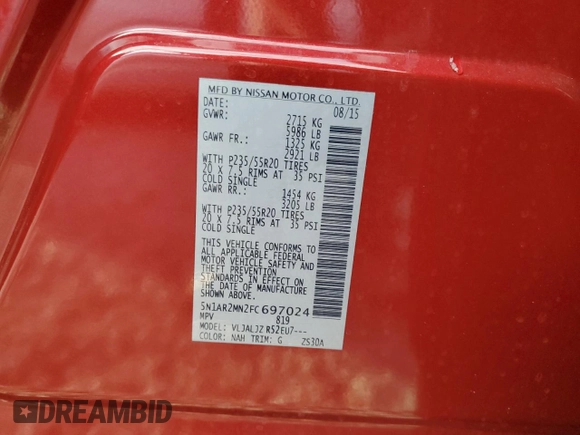 MFD BY NISSAN MOTOR CO., LTD.
DATE: 08/15
GVWR: 2715 KG
5986 LB
GAWR FR.: 1325 KG
2921 LB
WITH P235/55R20 TIRES
20 X 7.5 RIMS AT 35 PSI
COLD SINGLE
GAWR RR.: 1454 KG
3205 LB
WITH P235/55R20 TIRES
20 X 7.5 RIMS AT 35 PSI
COLD SINGLE
THIS VEHICLE CONFORMS TO
ALL APPLICABLE FEDERAL
MOTOR VEHICLE SAFETY AND
THEFT PREVENTION
STANDARDS IN EFFECT ON
THE DATE OF MANUFACTURE
SHOWN ABOVE.
5N1AR2MN2FC697024
MPV 819
MODEL: VLJALJZ R52EU7---
COLOR: NAH TRIM: G ZS30A
DREAMBID